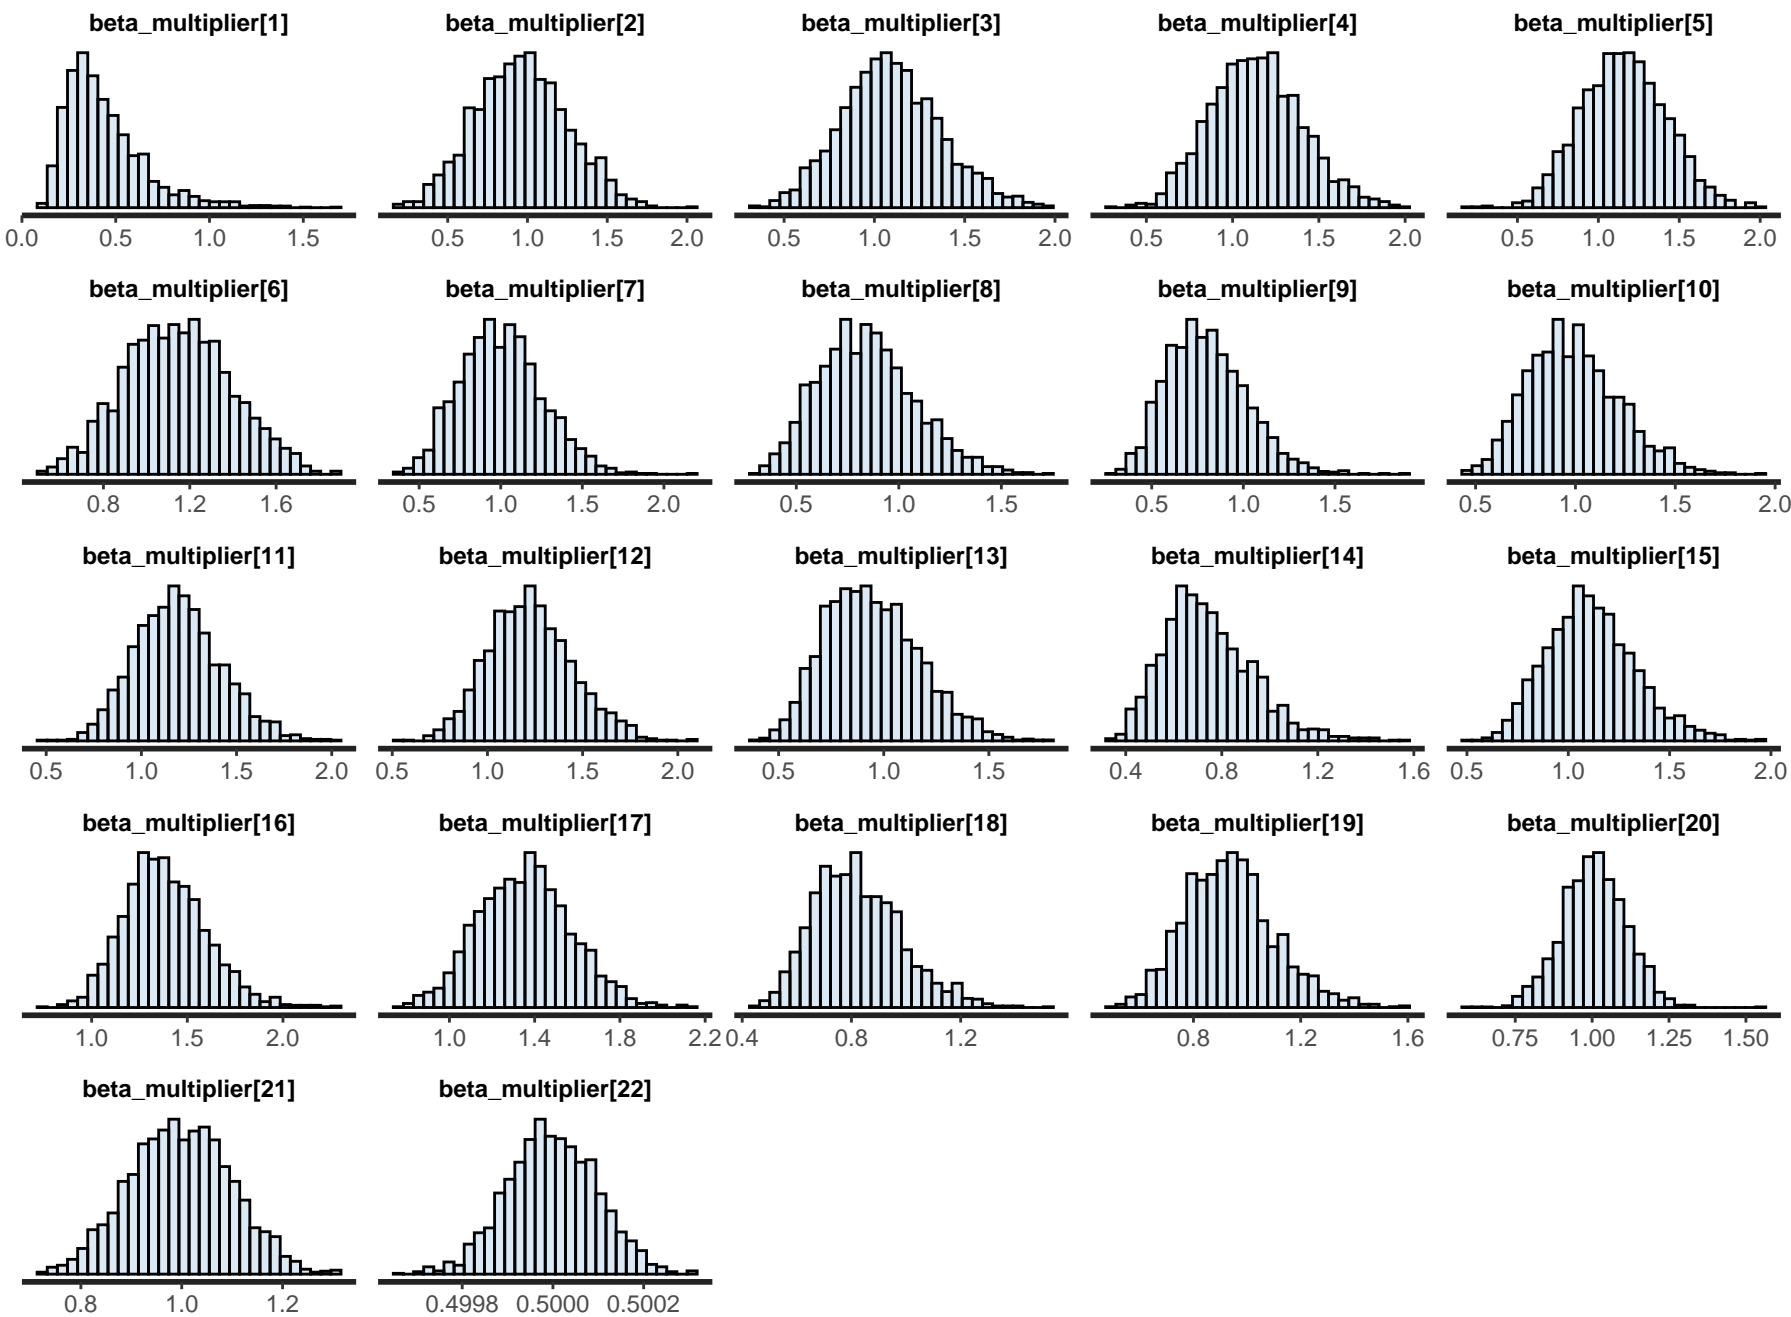 beta_multiplier[1] beta_multiplier[2] beta_multiplier[3] beta_multiplier[4] beta_multiplier[5]
0.0 0.5 1.0 1.5 0.5 1.0 1.5 2.0 0.5 1.0 1.5 2.0 0.5 1.0 1.5 2.0 0.5 1.0 1.5 2.0
beta_multiplier[6] beta_multiplier[7] beta_multiplier[8] beta_multiplier[9] beta_multiplier[10]
0.8 1.2 1.6 0.5 1.0 1.5 2.0 0.5 1.0 1.5 0.5 1.0 1.5 0.5 1.0 1.5 2.0
beta_multiplier[11] beta_multiplier[12] beta_multiplier[13] beta_multiplier[14] beta_multiplier[15]
0.5 1.0 1.5 2.0 0.5 1.0 1.5 2.0 0.5 1.0 1.5 0.4 0.8 1.2 1.6 0.5 1.0 1.5 2.0
beta_multiplier[16] beta_multiplier[17] beta_multiplier[18] beta_multiplier[19] beta_multiplier[20]
1.0 1.5 2.0 1.0 1.4 1.8 2.2 0.4 0.8 1.2 0.8 1.2 1.6 0.75 1.00 1.25 1.50
beta_multiplier[21] beta_multiplier[22]
0.8 1.0 1.2 0.4998 0.5000 0.5002